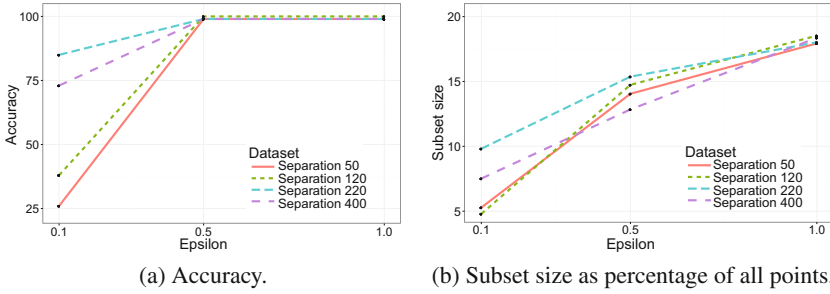 100
75
50
25
Accuracy
0.1 0.5 1.0
Epsilon
Dataset
Separation 50
Separation 120
Separation 220
Separation 400
(a) Accuracy.
20
15
10
5
Subset size
0.1 0.5 1.0
Epsilon
Dataset
Separation 50
Separation 120
Separation 220
Separation 400
(b) Subset size as percentage of all points.